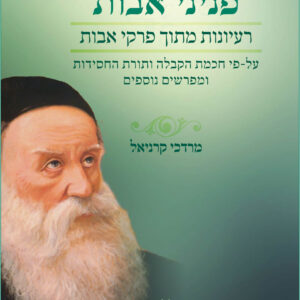 פניני אבות
רעיונות מתוך פרקי אבות
על-פי חכמת הקבלה ותורת החסידות
ומפרשים נוספים
מרדכי קרניאל